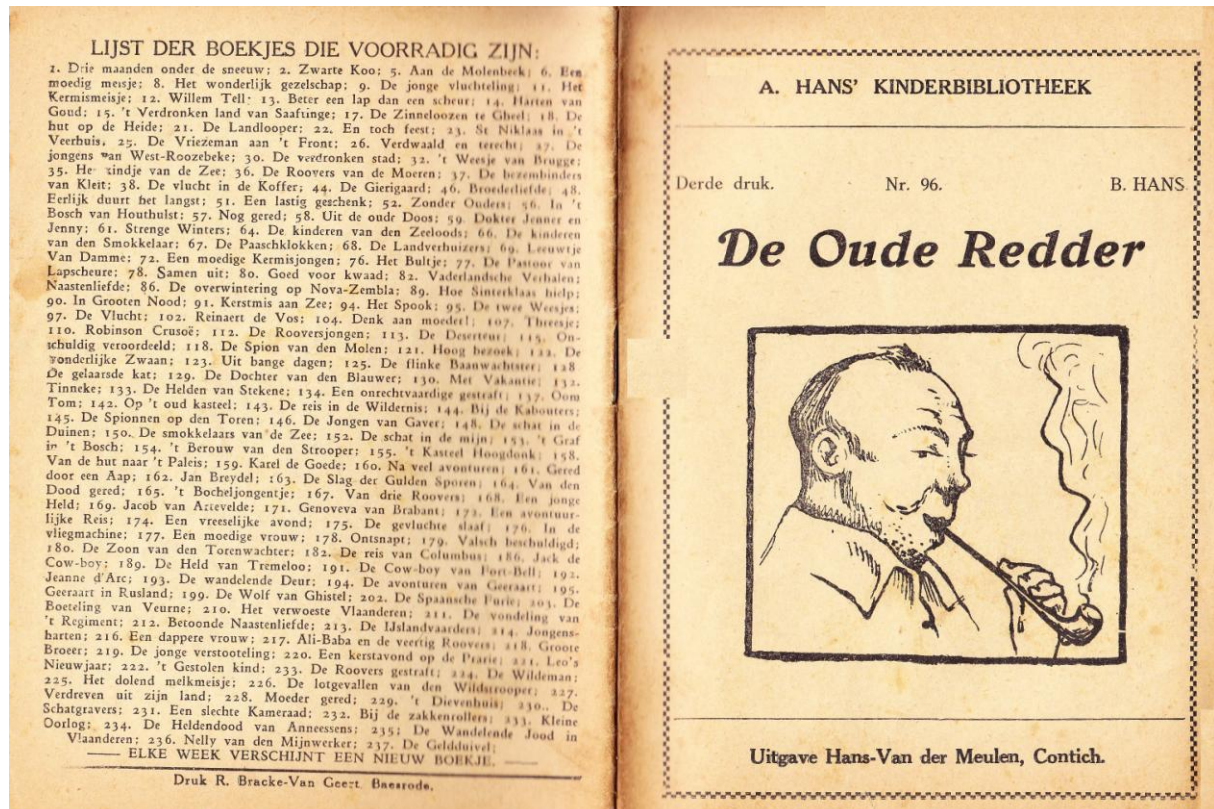 LIJST DER BOEKJES DIE VOORRADIG ZIJN:
1. Drie maanden onder de sneeuw; 2. Zwarte Koo; 5. Aan de Molenbeek; 6. Een
moedig meisje; 8. Het wonderlijk gezelschap; 9. De jonge vluchteling; 11. Het
Kermismeisje; 12. Willem Tell; 13. Beter een lap dan een scheur; 14. Harten van
Goud; 15. 't Verdronken land van Saaftinge; 17. De Zinneloozen te Gheel; 18. De
hut op de Heide; 21. De Landlooper; 22. En toch feest; 23. St Niklaas in 't
Veerhuis, 25. De Vriezeman aan 't Front; 26. Verdwaald en terecht; 27. De
jongens van West-Roozebeke; 30. De verdronken stad; 32. 't Weesje van Brugge;
35. He kindje van de Zee; 36. De Roovers van de Moeren; 37. De bezembinders
van Kleit; 38. De vlucht in de Koffer; 44. De Gierigaard; 46. Broederliefde; 48.
Eerlijk duurt het langst; 51. Een lastig geschenk; 52. Zonder Ouders; 56. In 't
Bosch van Houthulst; 57. Nog gered; 58. Uit de oude Doos; 59. Dokter Jenner en
Jenny; 61. Strenge Winters; 64. De kinderen van den Zeeloods; 66. De kinderen
van den Smokkelaar; 67. De Paaschklokken; 68. De Landverhuizers; 69. Leeuwtje
Van Damme; 72. Een moedige Kermisjongen; 76. Het Bultje; 77. De Pastoor van
Lapscheure; 78. Samen uit; 80. Goed voor kwaad; 82. Vaderlandsche Verhalen;
Naastenliefde; 86. De overwintering op Nova-Zembla; 89. Hoe Sinterklaas hielp;
90. In Grooten Nood; 91. Kerstmis aan Zee; 94. Het Spook; 95. De twee Weesjes;
97. De Vlucht; 102. Reinaert de Vos; 104. Denk aan moeder!; 107. Threesje;
110. Robinson Crusoë; 112. De Rooversjongen; 113. De Deserteur; 115. On-
schuldig veroordeeld; 118. De Spion van den Molen; 121. Hoog bezoek; 122. De
wonderlijke Zwaan; 123. Uit bange dagen; 125. De flinke Baanwachtster; 128
De gelaarsde kat; 129. De Dochter van den Blauwer; 130. Met Vakantie; 132.
Tinneke; 133. De Helden van Stekene; 134. Een onrechtvaardige gestraft; 137. Oom
Tom; 142. Op 't oud kasteel; 143. De reis in de Wildernis; 144. Bij de Kabouters;
145. De Spionnen op den Toren; 146. De Jongen van Gaver; 148. De schat in de
Duinen; 150. De smokkelaars van de Zee; 152. De schat in de mijn; 153. 't Graf
in 't Bosch; 154. 't Berouw van den Strooper; 155. 't Kasteel Hoogdonk; 158.
Van de hut naar 't Paleis; 159. Karel de Goede; 160. Na veel avonturen; 161. Gered
door een Aap; 162. Jan Breydel; 163. De Slag der Gulden Sporen; 164. Van den
Dood gered; 165. 't Bocheljongentje; 167. Van drie Roovers; 168. Een jonge
Held; 169. Jacob van Artevelde; 171. Genoveva van Brabant; 172. Een avontuur-
lijke Reis; 174. Een vreeselijke avond; 175. De gevluchte slaaf; 176. In de
vliegmachine; 177. Een moedige vrouw; 178. Ontsnapt; 179. Valsch beschuldigd;
180. De Zoon van den Torenwachter; 182. De reis van Columbus; 186. Jack de
Cow-boy; 189. De Held van Tremeloo; 191. De Cow-boy van Fort-Bell; 192.
Jeanne d'Arc; 193. De wandelende Deur; 194. De avonturen van Geeraart; 195.
Geeraart in Rusland; 199. De Wolf van Ghistel; 202. De Spaansche Furie; 203. De
Boeteling van Veurne; 210. Het verwoeste Vlaanderen; 211. De vondeling van
't Regiment; 212. Betoonde Naastenliefde; 213. De IJslandvaarders; 214. Jongens-
harten; 216. Een dappere vrouw; 217. Ali-Baba en de veertig Roovers; 218. Groote
Broer; 219. De jonge verstooteling; 220. Een kerstavond op de Prarie; 221. Leo's
Nieuwjaar; 222. 't Gestolen kind; 233. De Roovers gestraft; 224. De Wildeman;
225. Het dolend melkmeisje; 226. De lotgevallen van den Wildstrooper; 227.
Verdreven uit zijn land; 228. Moeder gered; 229. 't Dievenhuis; 230.. De
Schatgravers; 231. Een slechte Kameraad; 232. Bij de zakkenrollers; 233. Kleine
Oorlog; 234. De Heldendood van Anneessens; 235; De Wandelende Jood in
Vlaanderen; 236. Nelly van den Mijnwerker; 237. De Geldduivel;
—— ELKE WEEK VERSCHIJNT EEN NIEUW BOEKJE. ——
Druk R. Bracke-Van Geert Baesrode.
A. HANS' KINDERBIBLIOTHEEK
Derde druk. Nr. 96. B. HANS
De Oude Redder
Uitgave Hans-Van der Meulen, Contich.